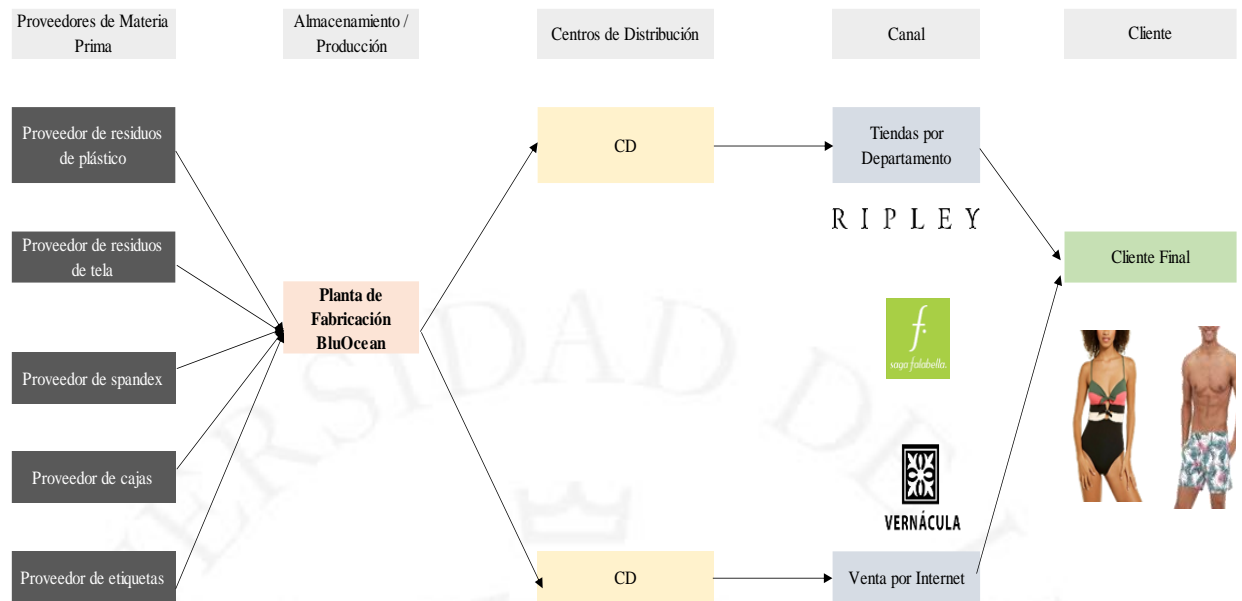 Proveedores de Materia
Prima
Almacenamiento /
Producción
Centros de Distribución
Canal
Cliente
Proveedor de residuos
de plástico
Proveedor de residuos
de tela
Proveedor de spandex
Proveedor de cajas
Proveedor de etiquetas
Planta de
Fabricación
BluOcean
CD
CD
Tiendas por
Departamento
RIPLEY
f.
saga falabella.
VERNÁCULA
Venta por Internet
Cliente Final
ERSIDAD DE